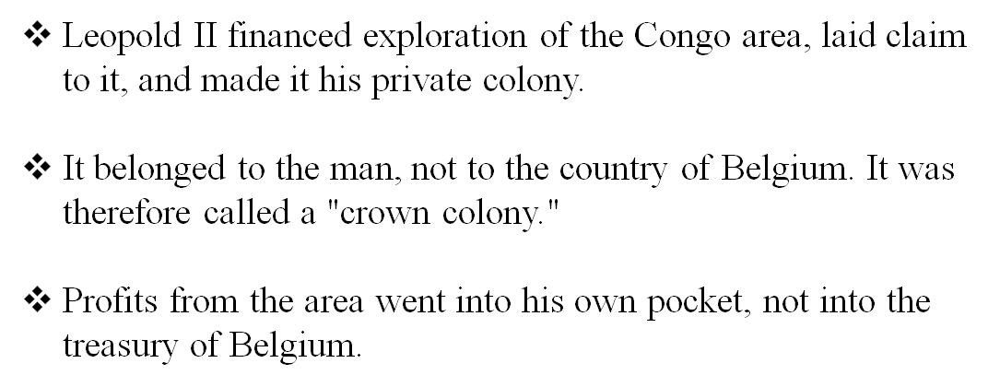 ❖ Leopold II financed exploration of the Congo area, laid claim
to it, and made it his private colony.
❖ It belonged to the man, not to the country of Belgium. It was
therefore called a "crown colony."
❖ Profits from the area went into his own pocket, not into the
treasury of Belgium.